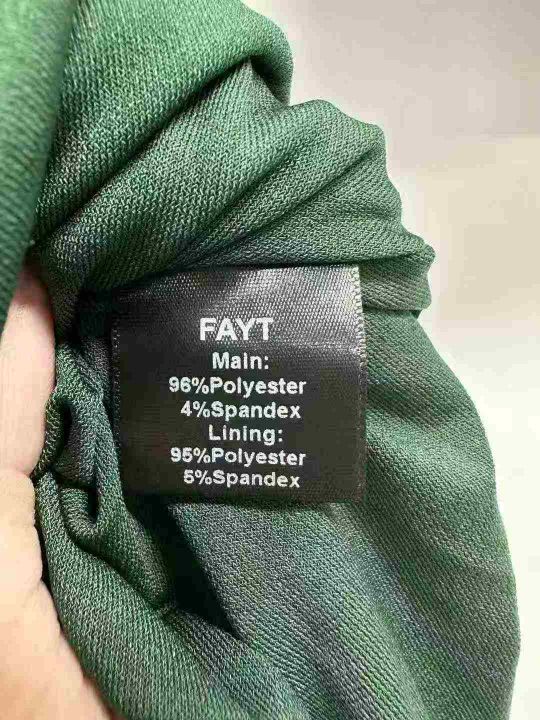 FAYT
Main:
96%Polyester
4%Spandex
Lining:
95%Polyester
5%Spandex